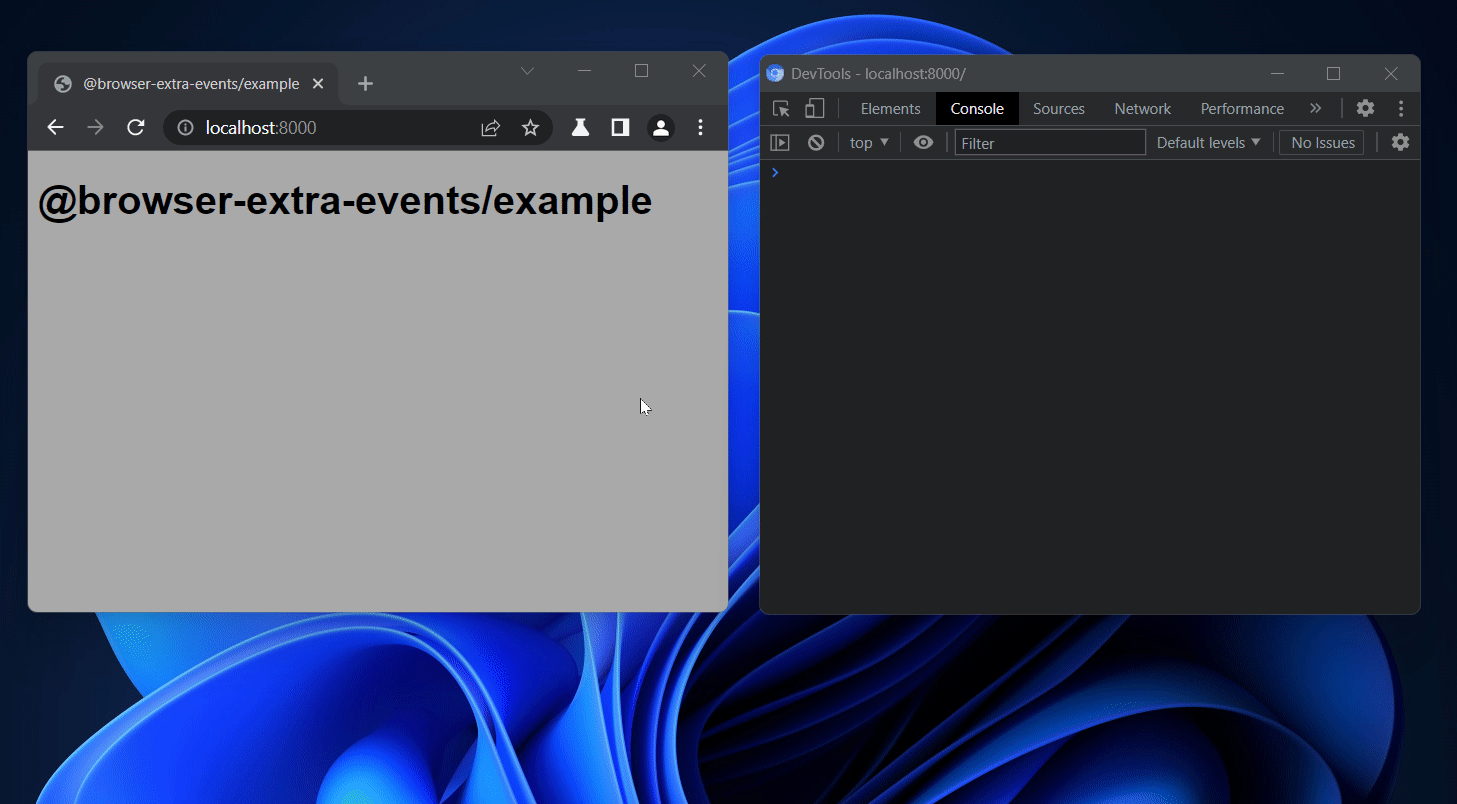 @browser-extra-events/example
localhost:8000
@browser-extra-events/example
DevTools - localhost:8000/
Elements Console Sources Network Performance
top Filter Default levels No Issues